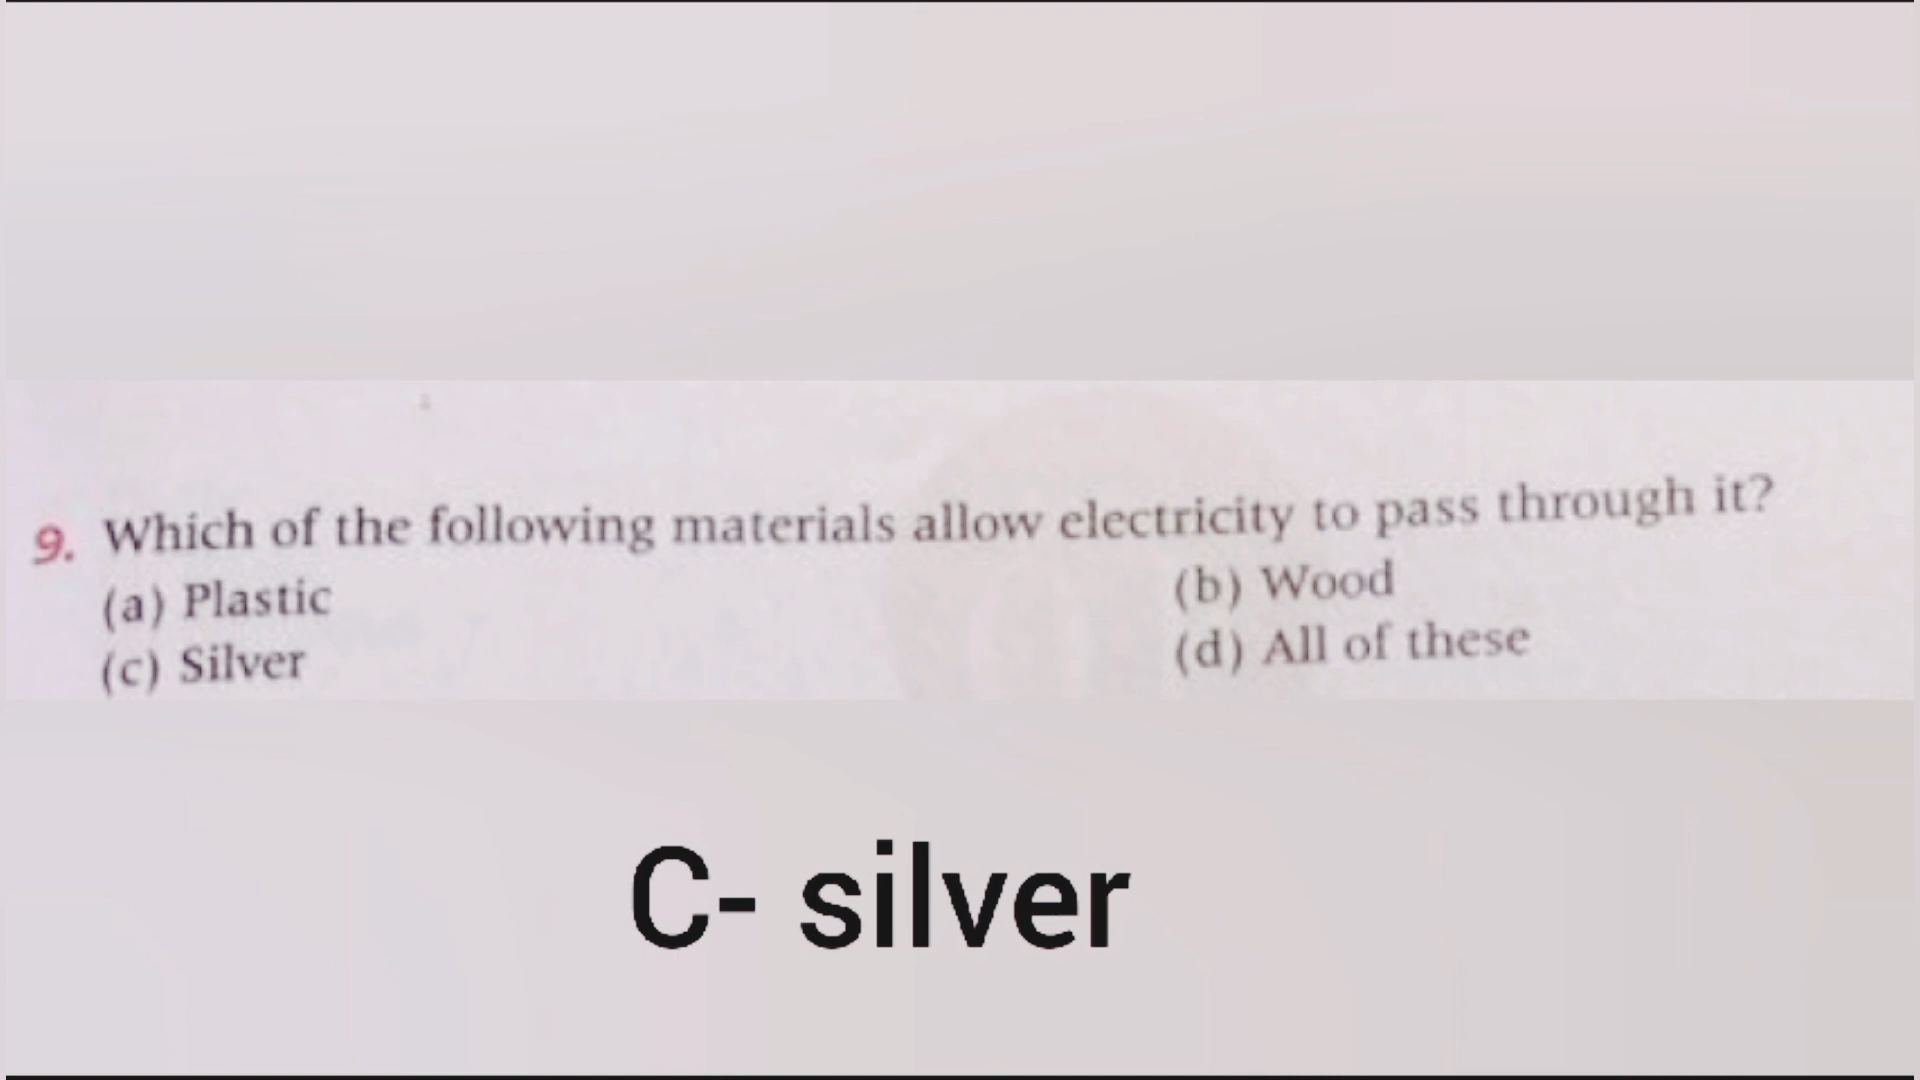 9. Which of the following materials allow electricity to pass through it?
(a) Plastic (b) Wood
(c) Silver (d) All of these
C- silver